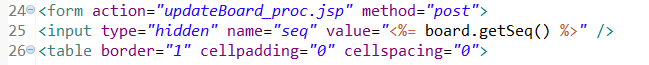 24 <form action="updateBoard_proc.jsp" method="post">
25 <input type="hidden" name="seq" value="<%= board.getSeq() %>" />
26 <table border="1" cellpadding="0" cellspacing="0">